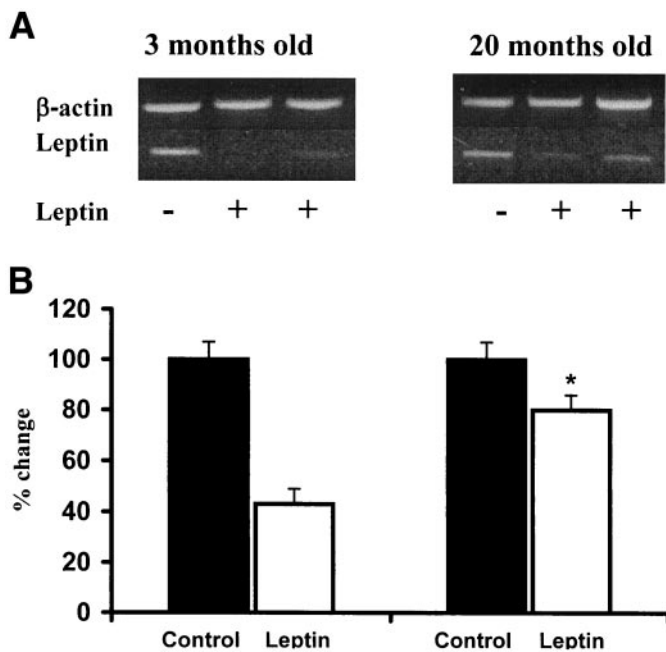 A
3 months old 20 months old
β-actin
Leptin
Leptin - + + - + +
B
120
100
80
60
40
20
0
% change
*
Control Leptin Control Leptin